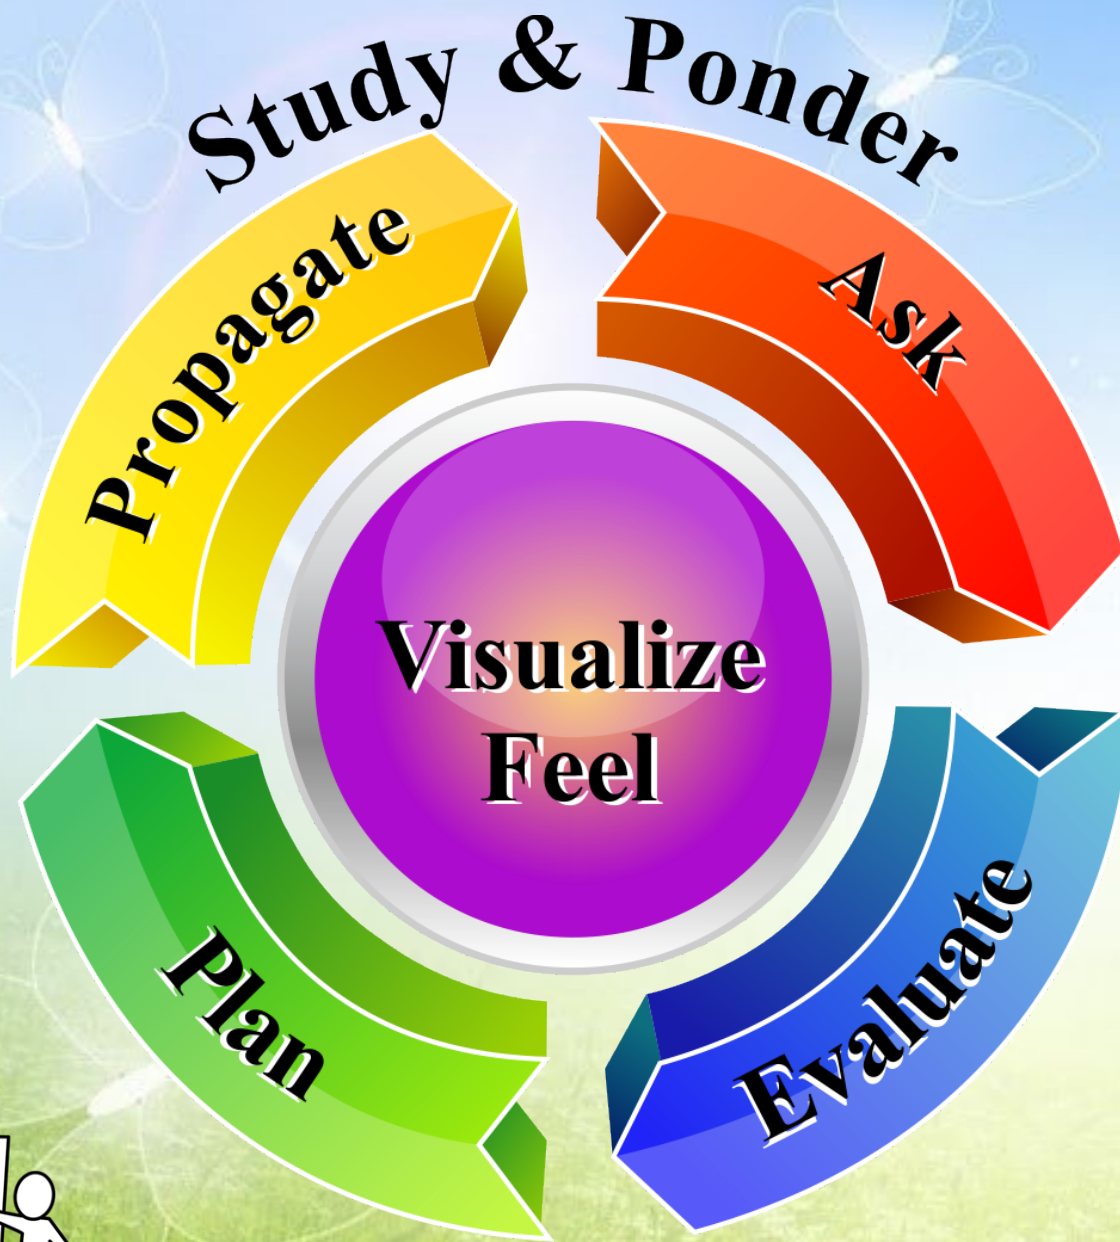 Study & Ponder
Propagate
Ask
Visualize
Feel
Plan
Evaluate